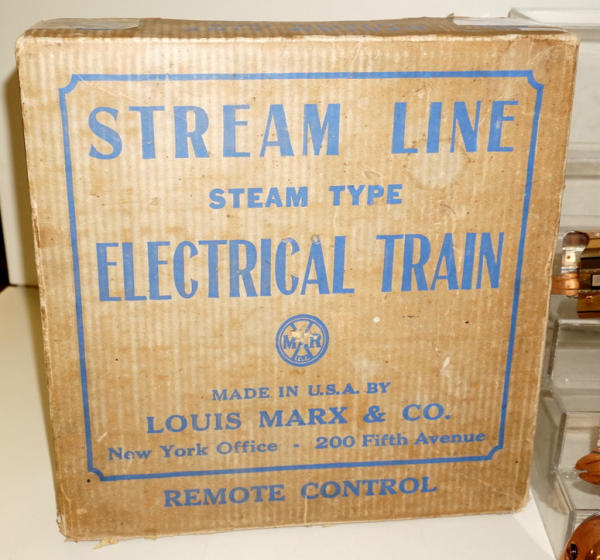 STREAM LINE
STEAM TYPE
ELECTRICAL TRAIN
MAR
MADE IN U.S.A. BY
LOUIS MARX & CO.
New York Office - 200 Fifth Avenue
REMOTE CONTROL